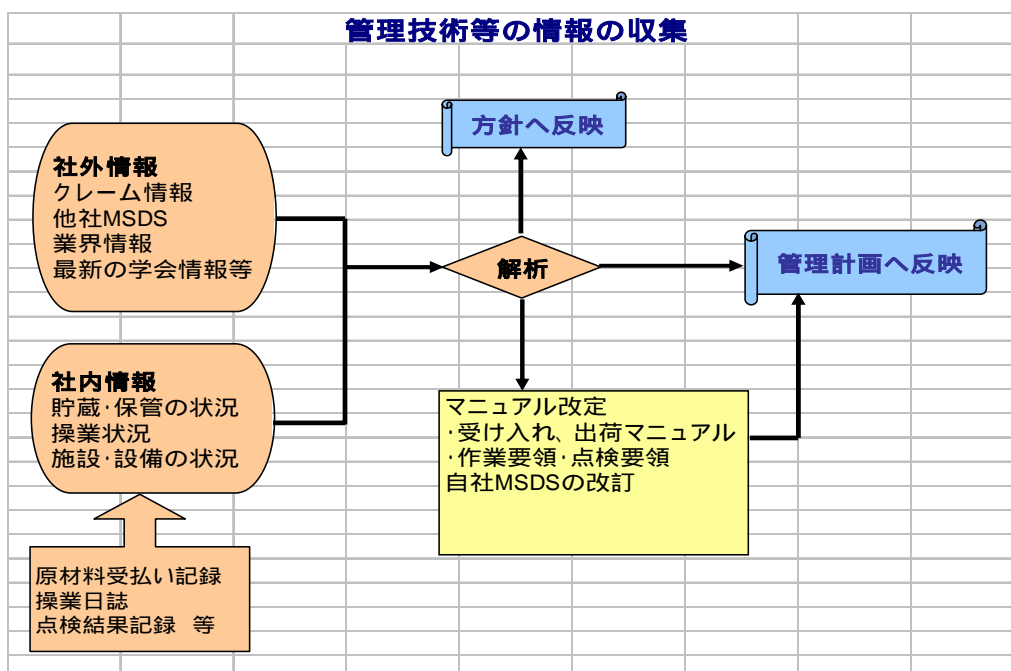 管理技術等の情報の収集
方針へ反映
社外情報
クレーム情報
他社MSDS
業界情報
最新の学会情報等
解析
管理計画へ反映
社内情報
貯蔵・保管の状況
操業状況
施設・設備の状況
マニュアル改定
・受け入れ、出荷マニュアル
・作業要領・点検要領
自社MSDSの改訂
原材料受払い記録
操業日誌
点検結果記録 等